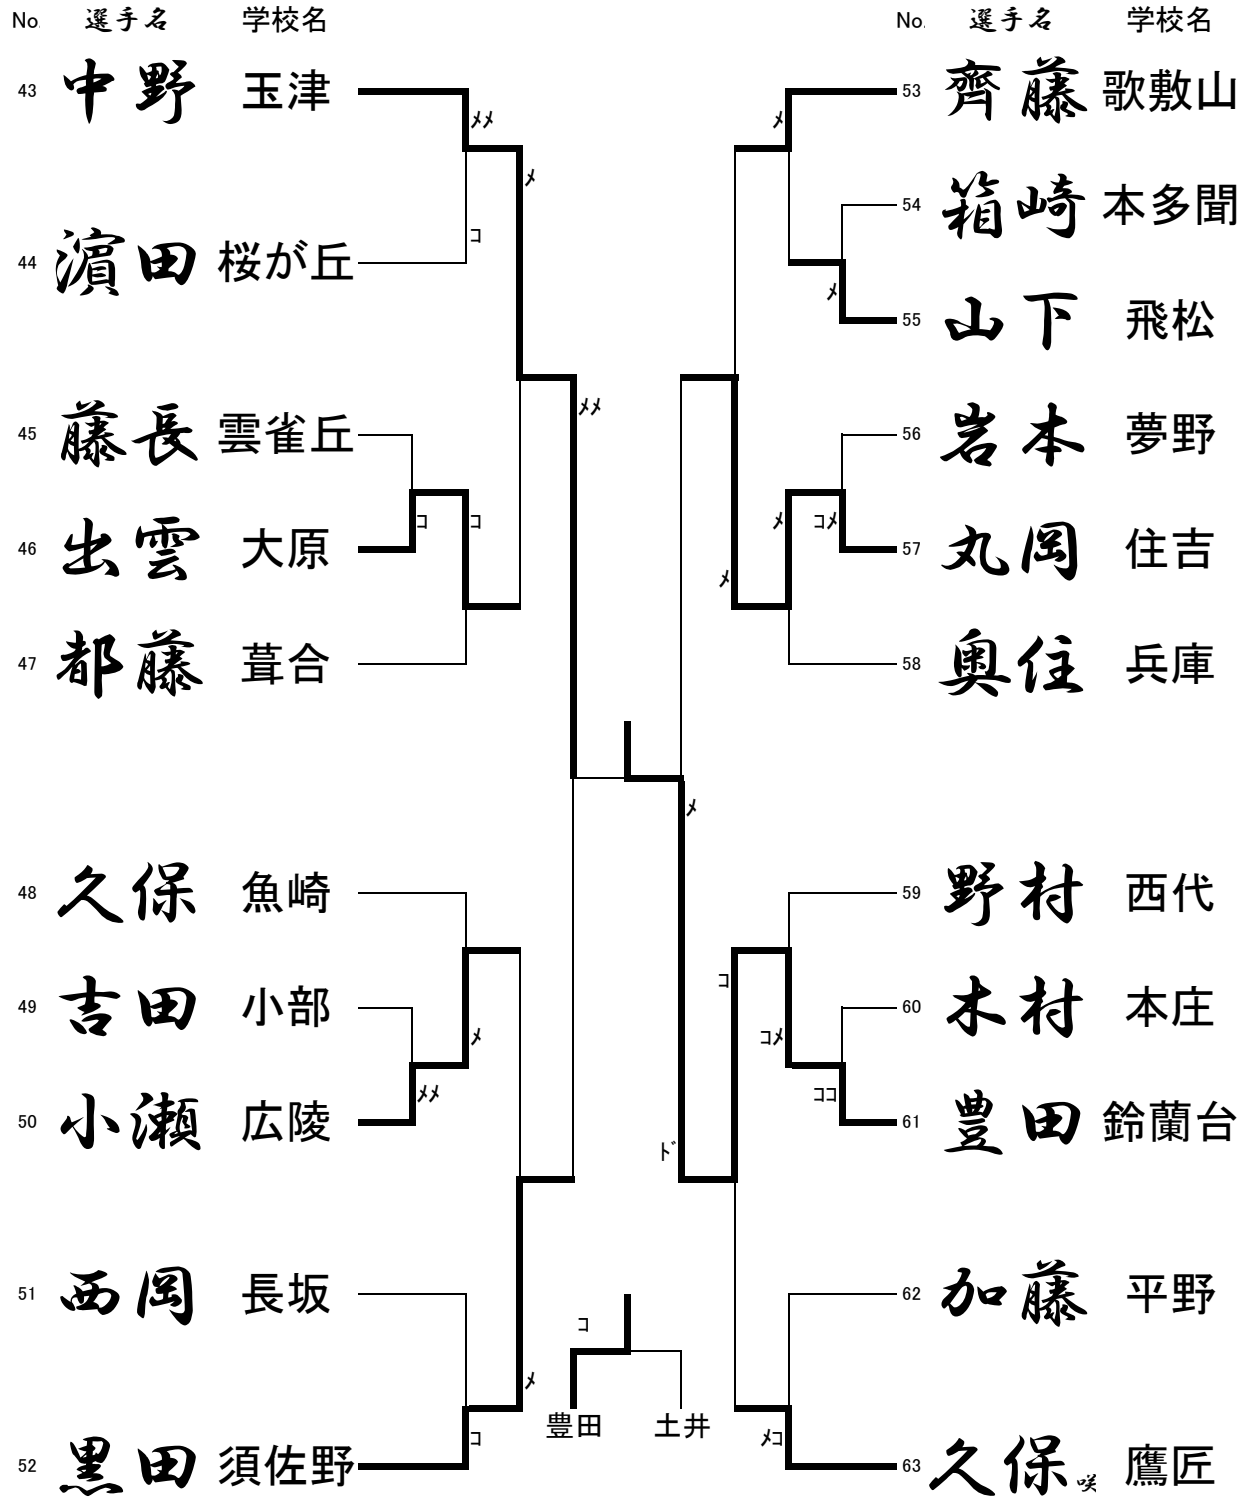 No. 選手名 学校名
43 中野 玉津
ﾒﾒ
ﾒ
コ
44 濵田 桜が丘
ﾒﾒ
45 藤長 雲雀丘
コ コ
46 出雲 大原
47 都藤 葺合
48 久保 魚崎
49 吉田 小部
ﾒ
ﾒﾒ
50 小瀬 広陵
51 西岡 長坂
ﾒ
コ
52 黒田 須佐野
No. 選手名 学校名
53 齊藤 歌敷山
ﾒ
54 箱崎 本多聞
ﾒ
55 山下 飛松
56 岩本 夢野
ﾒ コﾒ
57 丸岡 住吉
ﾒ
58 奥住 兵庫
ﾒ
59 野村 西代
コ
60 木村 本庄
コﾒ
ココ
61 豊田 鈴蘭台
ﾄﾞ
62 加藤 平野
ﾒコ
63 久保咲 鷹匠
コ
豊田 土井